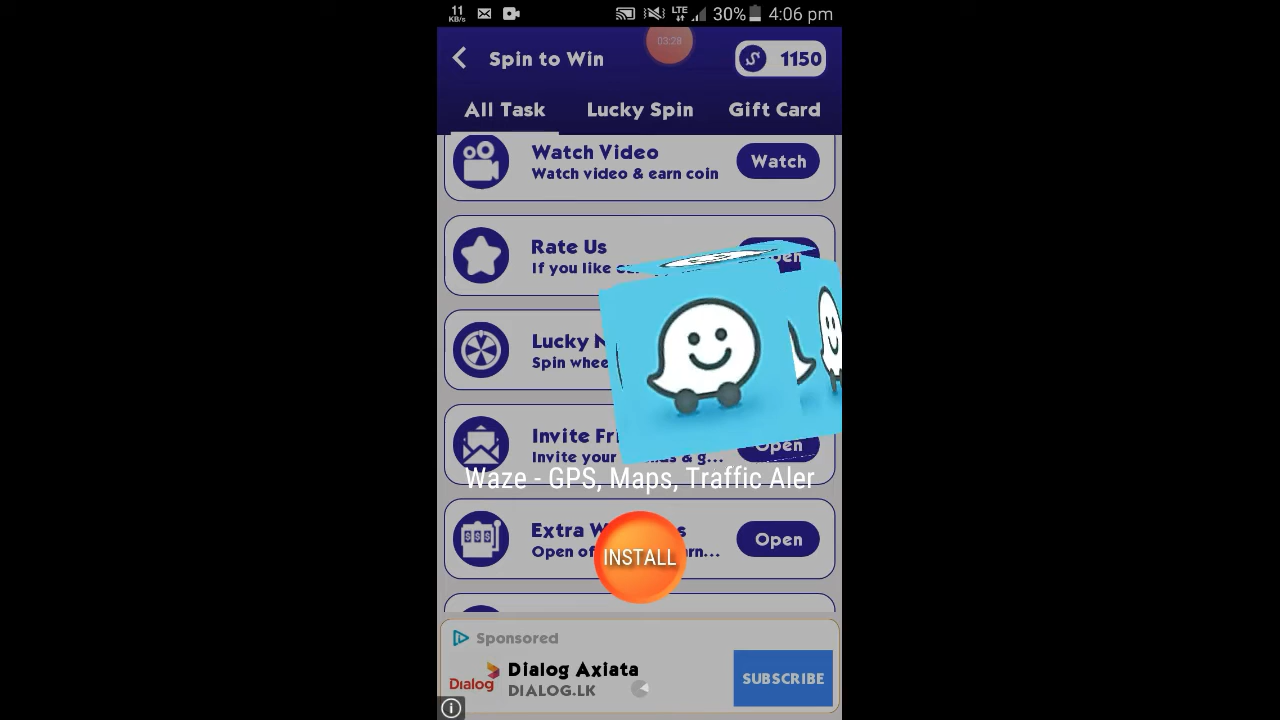 11 KB/s LTE 30% 4:06 pm
03:28
Spin to Win 1150
All Task Lucky Spin Gift Card
Watch Video
Watch video & earn coin
Watch
Rate Us
If you like
Lucky
Spin
Invite
Invite your & g...
Open
Waze - GPS, Maps, Traffic Aler
Extra
Open
Open
INSTALL
Sponsored
Dialog Axiata
DIALOG.LK
Dialog
SUBSCRIBE